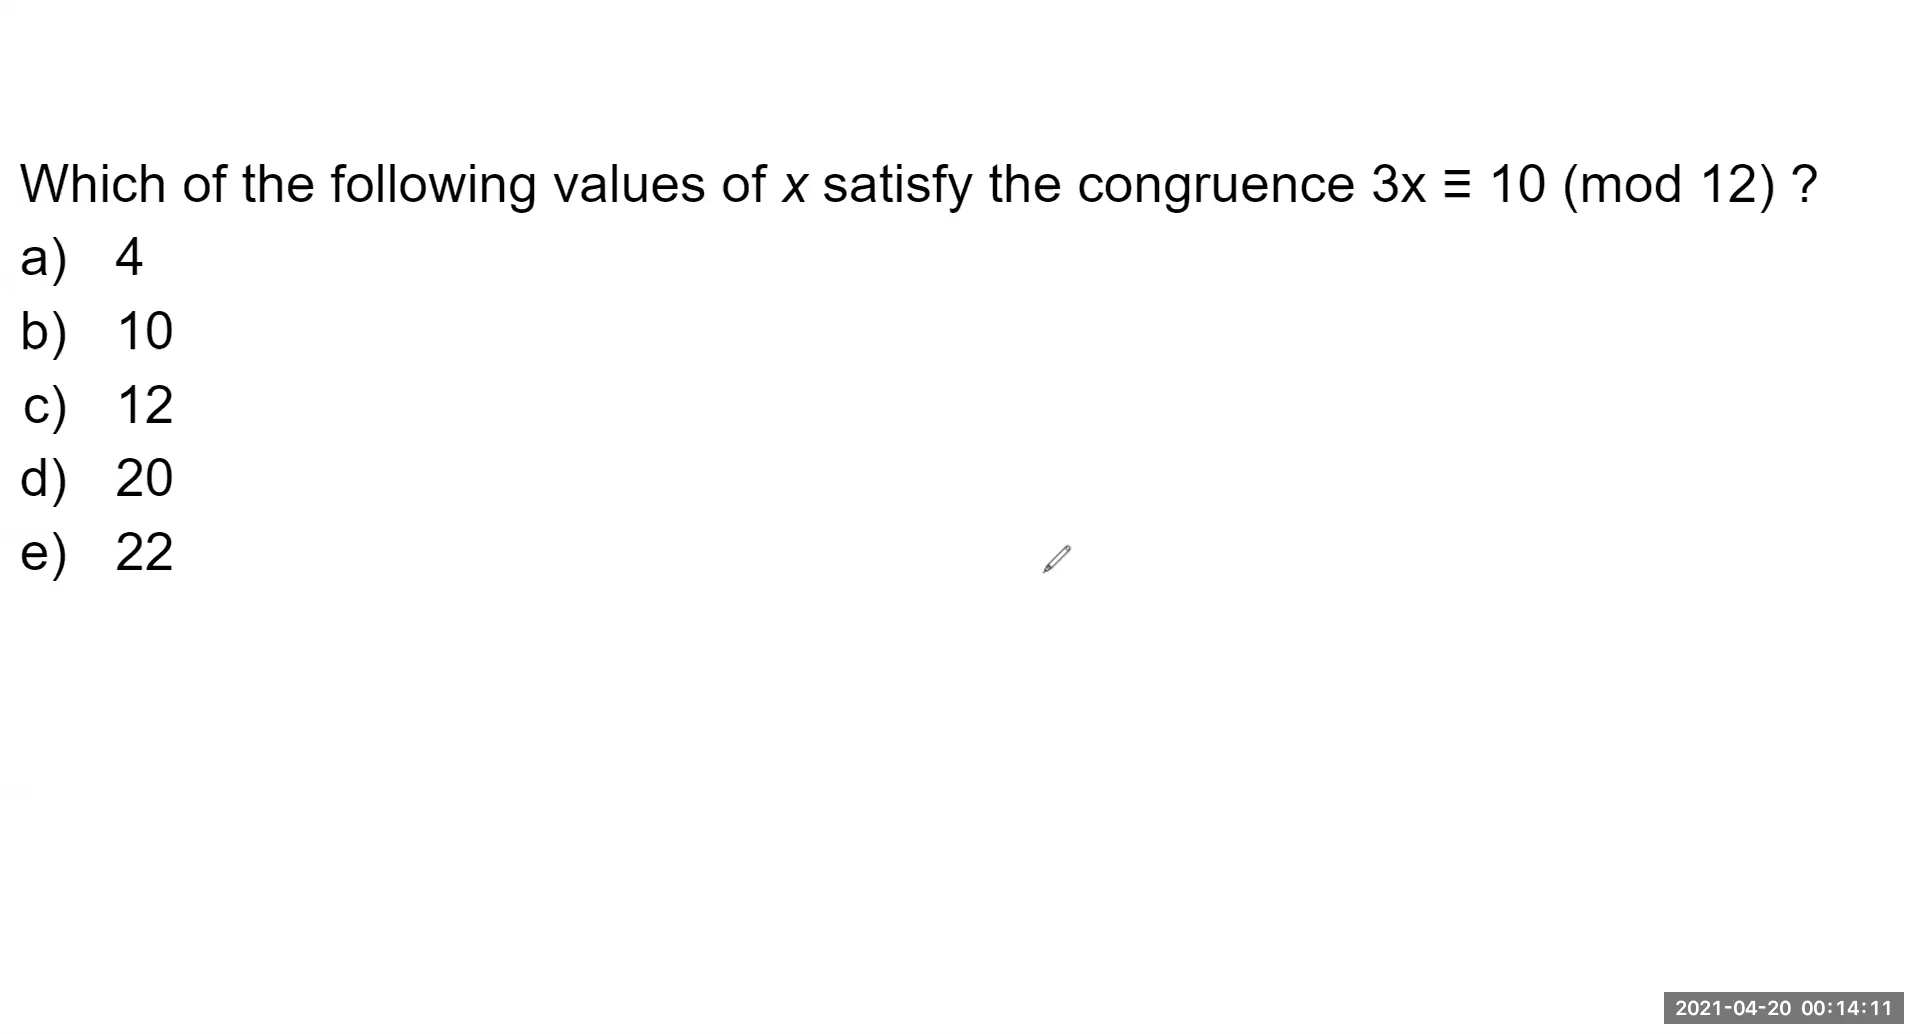 Which of the following values of x satisfy the congruence 3x ≡ 10 (mod 12) ?
a) 4
b) 10
c) 12
d) 20
e) 22
2021-04-20 00:14:11